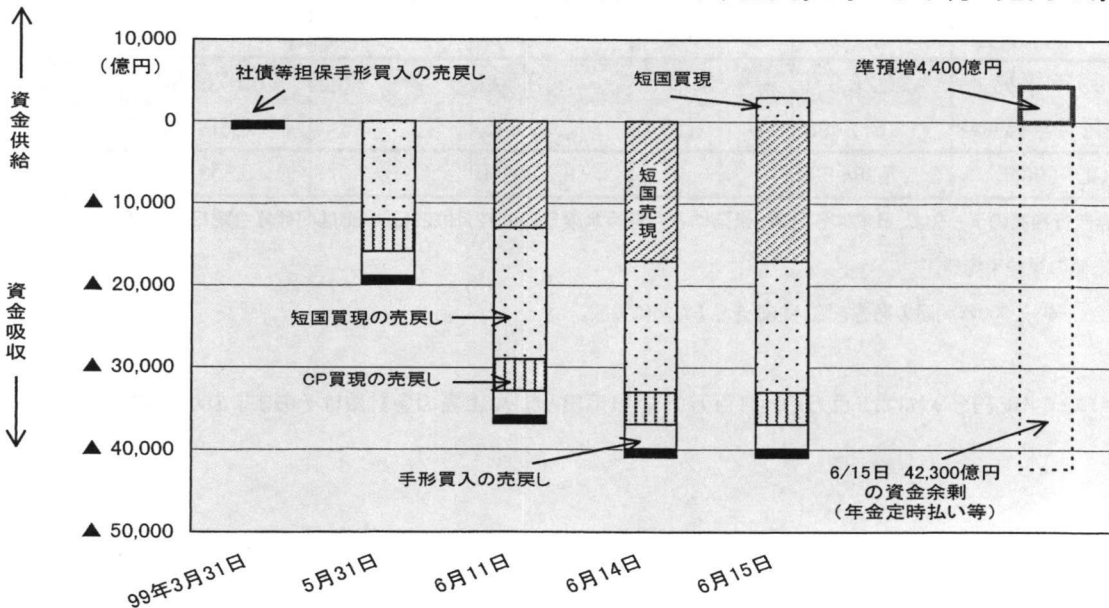 10,000
(億円)
0
▲ 10,000
▲ 20,000
▲ 30,000
▲ 40,000
▲ 50,000
資金供給
資金吸収
社債等担保手形買入の売戻し
短国買現
準預増4,400億円
短国売現
短国買現の売戻し
CP買現の売戻し
手形買入の売戻し
6/15日 42,300億円
の資金余剰
(年金定時払い等)
99年3月31日
5月31日
6月11日
6月14日
6月15日